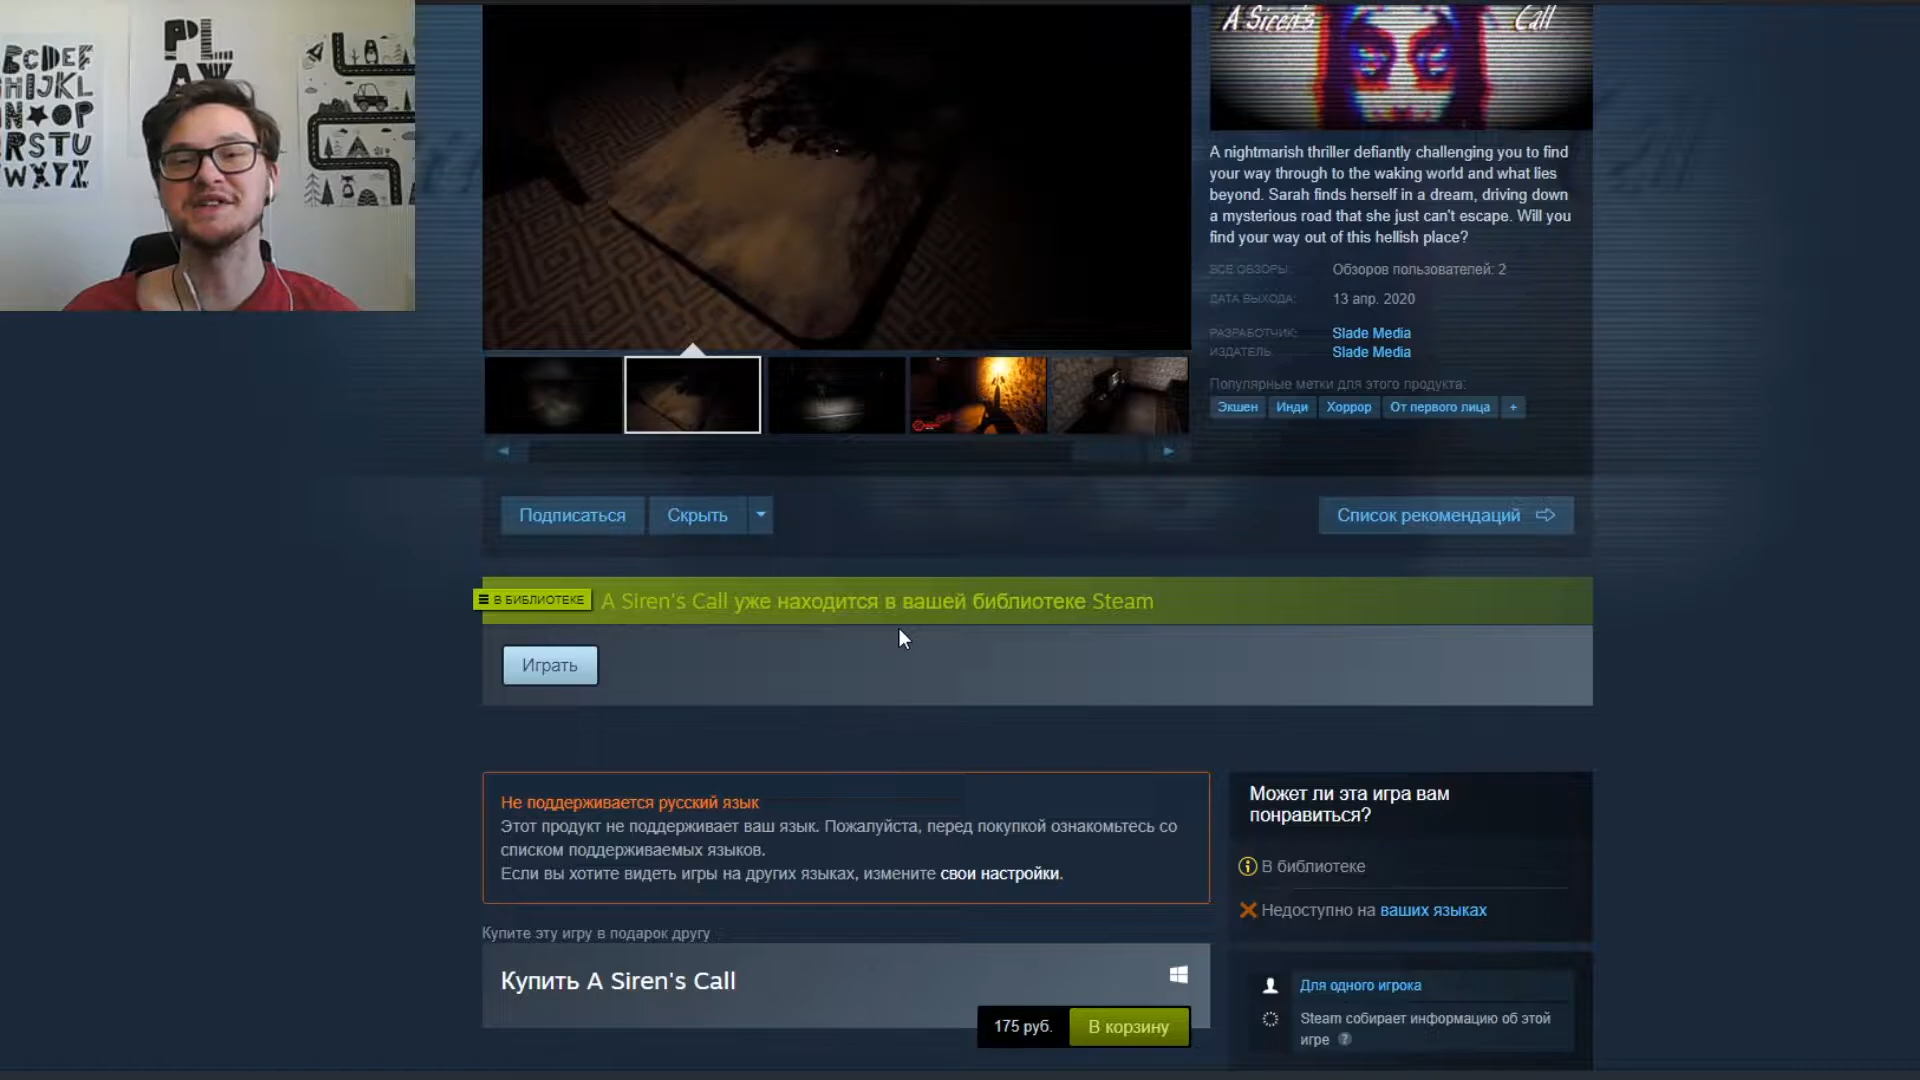 PL
AY
BCDEF
HIJKL
N★OP
RSTU
WXYZ
A Siren's Call
A nightmarish thriller defiantly challenging you to find
your way through to the waking world and what lies
beyond. Sarah finds herself in a dream, driving down
a mysterious road that she just can't escape. Will you
find your way out of this hellish place?
ВСЕ ОБЗОРЫ: Обзоров пользователей: 2
ДАТА ВЫХОДА: 13 апр. 2020
РАЗРАБОТЧИК: Slade Media
ИЗДАТЕЛЬ: Slade Media
Популярные метки для этого продукта:
Экшен Инди Хоррор От первого лица +
Подписаться Скрыть Список рекомендаций
В БИБЛИОТЕКЕ A Siren's Call уже находится в вашей библиотеке Steam
Играть
Не поддерживается русский язык
Этот продукт не поддерживает ваш язык. Пожалуйста, перед покупкой ознакомьтесь со
списком поддерживаемых языков.
Если вы хотите видеть игры на других языках, измените свои настройки.
Купите эту игру в подарок другу
Купить A Siren's Call
175 руб. В корзину
Может ли эта игра вам
понравиться?
В библиотеке
Недоступно на ваших языках
Для одного игрока
Steam собирает информацию об этой
игре ?